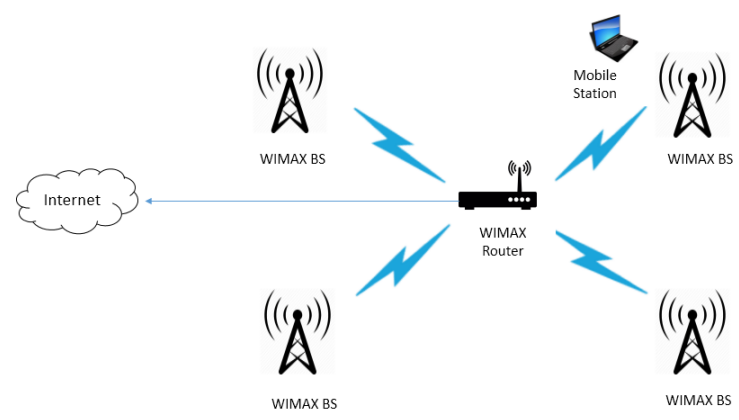 Mobile
Station
WIMAX BS
WIMAX BS
Internet
WIMAX
Router
WIMAX BS
WIMAX BS